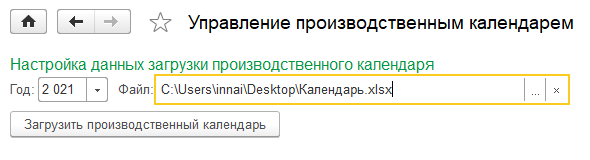 Управление производственным календарем
Настройка данных загрузки производственного календаря
Год: 2 021 Файл: C:\Users\innai\Desktop\Календарь.xlsx ... ×
Загрузить производственный календарь